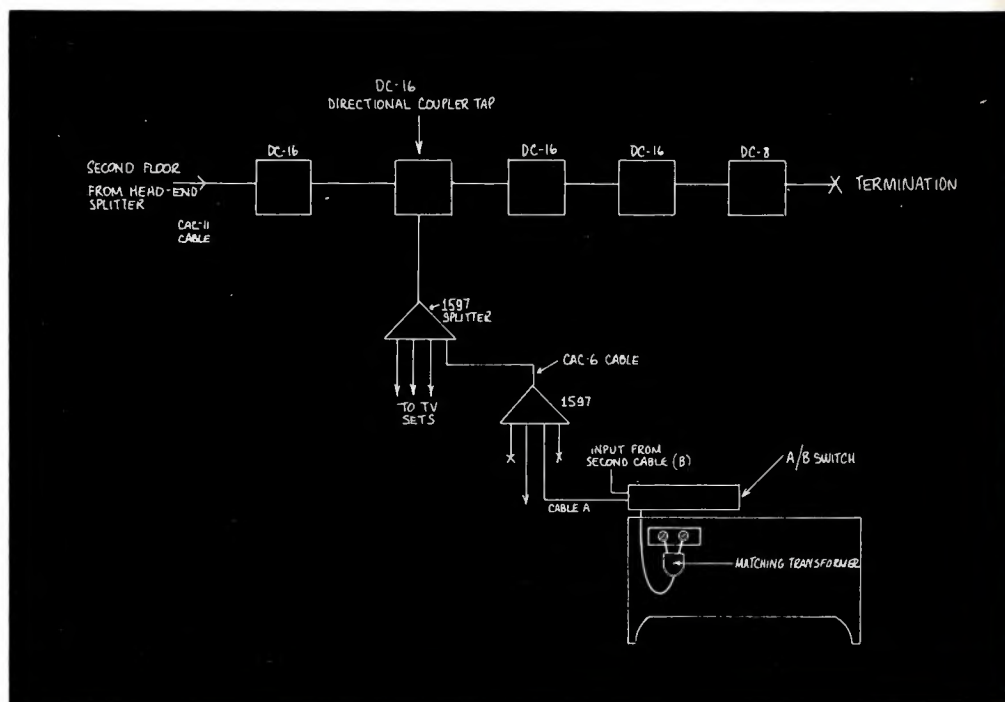 DC-16
DIRECTIONAL COUPLER TAP
DC-16
DC-16
DC-16
DC-8
SECOND FLOOR
FROM HEAD-END
SPLITTER
CAC-11
CABLE
TERMINATION
1597
SPLITTER
CAC-6 CABLE
TO TV
SETS
1597
INPUT FROM
SECOND CABLE (B)
A/B SWITCH
CABLE A
MATCHING TRANSFORMER